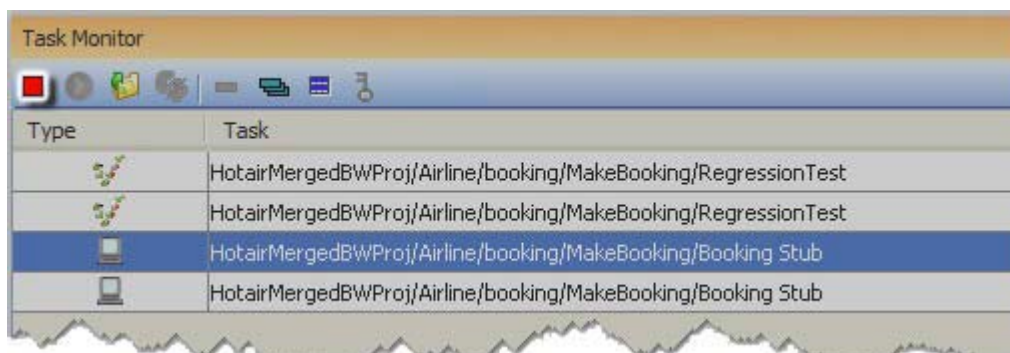 Task Monitor
Type Task
HotairMergedBWProj/Airline/booking/MakeBooking/RegressionTest
HotairMergedBWProj/Airline/booking/MakeBooking/RegressionTest
HotairMergedBWProj/Airline/booking/MakeBooking/Booking Stub
HotairMergedBWProj/Airline/booking/MakeBooking/Booking Stub